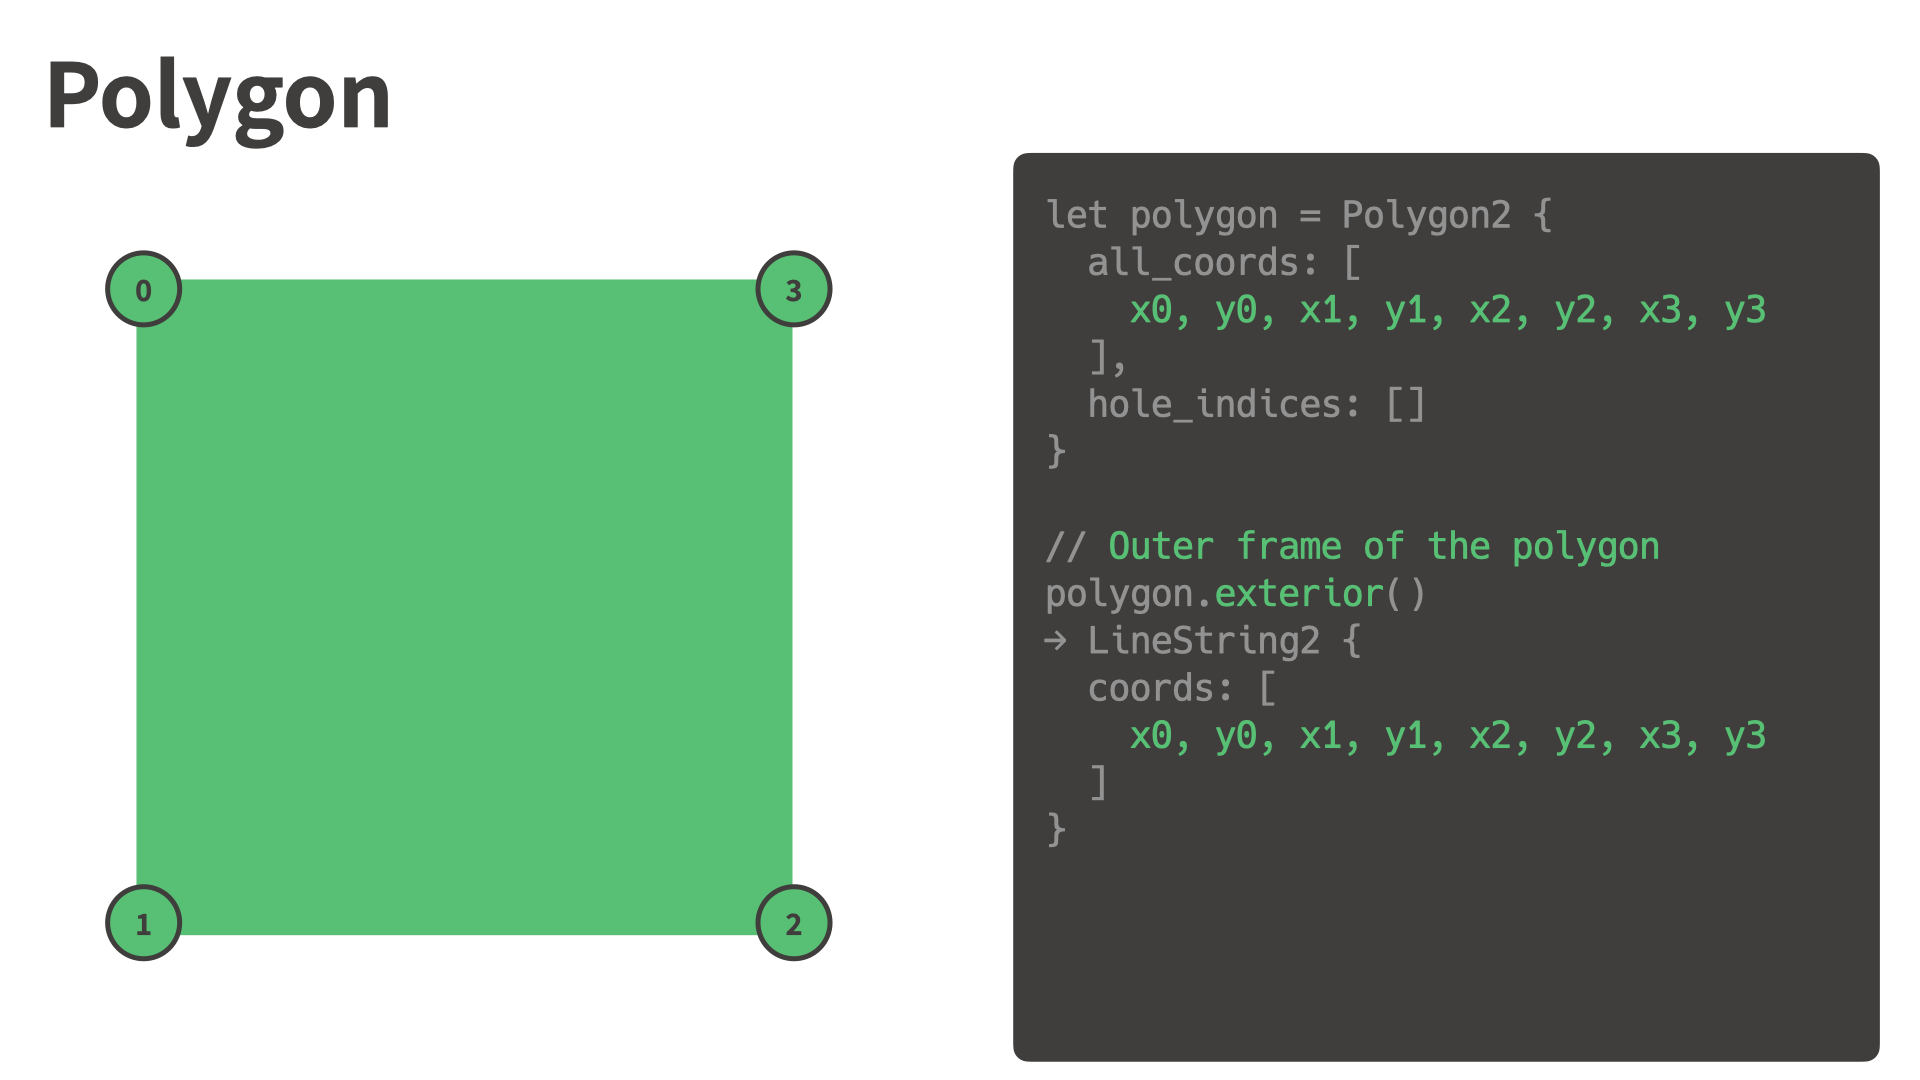 Polygon
0
3
1
2
let polygon = Polygon2 {
  all_coords: [
    x0, y0, x1, y1, x2, y2, x3, y3
  ],
  hole_indices: []
}
// Outer frame of the polygon
polygon.exterior()
→ LineString2 {
  coords: [
    x0, y0, x1, y1, x2, y2, x3, y3
  ]
}